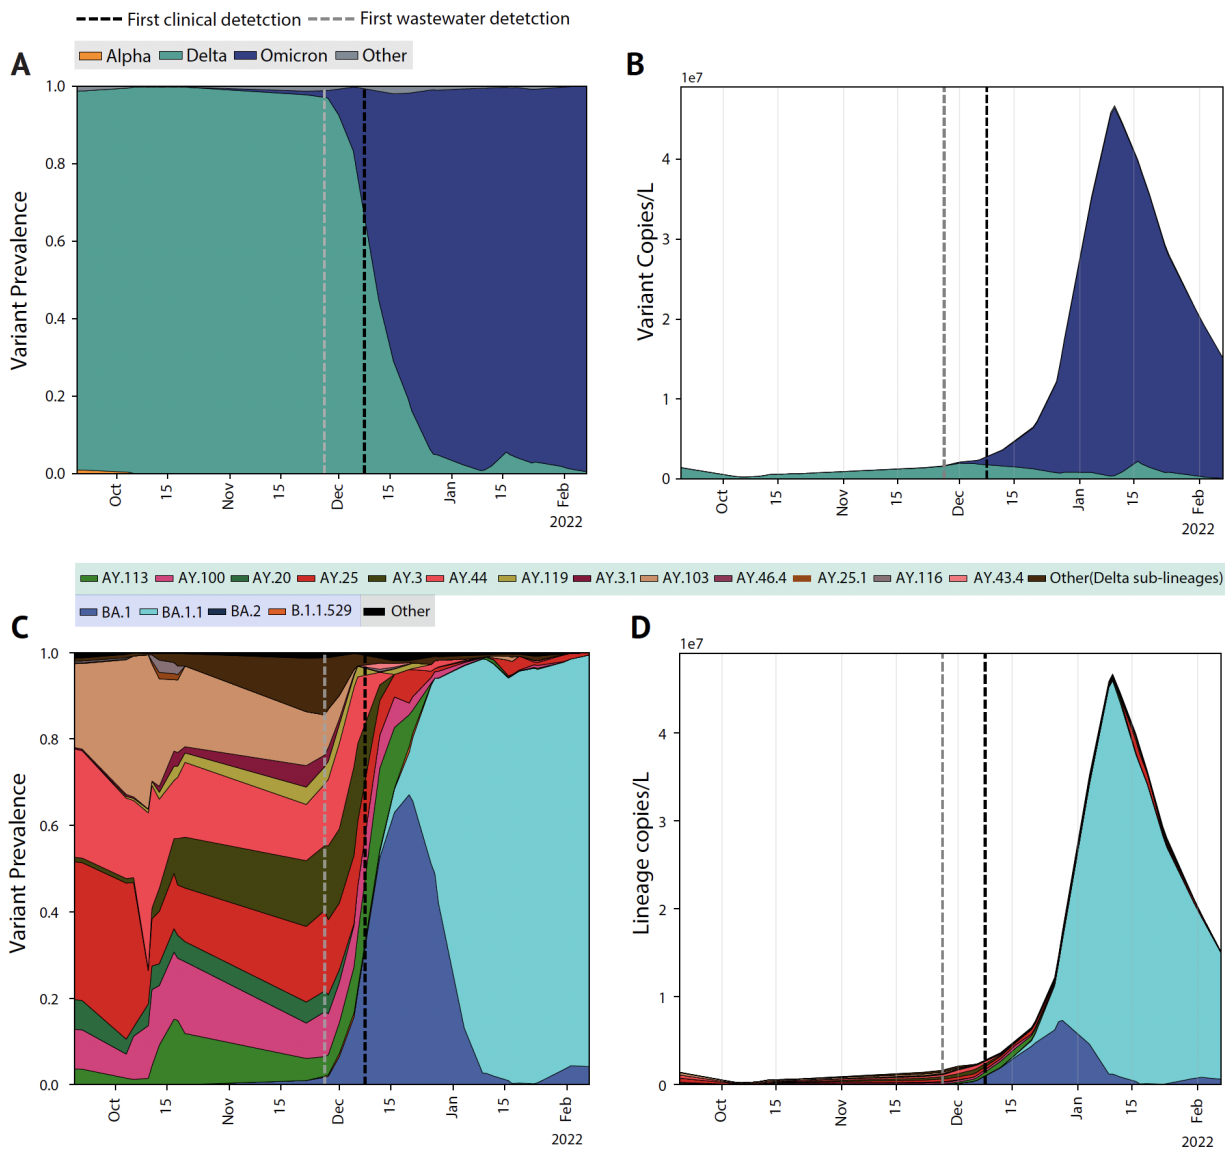 First clinical detetction First wastewater detetction
Alpha Delta Omicron Other
A
Variant Prevalence
1.0
0.8
0.6
0.4
0.2
0.0
Oct 15 Nov 15 Dec 15 Jan 15 Feb
2022
B
1e7
Variant Copies/L
4
3
2
1
0
Oct 15 Nov 15 Dec 15 Jan 15 Feb
2022
AY.113 AY.100 AY.20 AY.25 AY.3 AY.44 AY.119 AY.3.1 AY.103 AY.46.4 AY.25.1 AY.116 AY.43.4 Other(Delta sub-lineages)
BA.1 BA.1.1 BA.2 B.1.1.529 Other
C
Variant Prevalence
1.0
0.8
0.6
0.4
0.2
0.0
Oct 15 Nov 15 Dec 15 Jan 15 Feb
2022
D
1e7
Lineage copies/L
4
3
2
1
0
Oct 15 Nov 15 Dec 15 Jan 15 Feb
2022